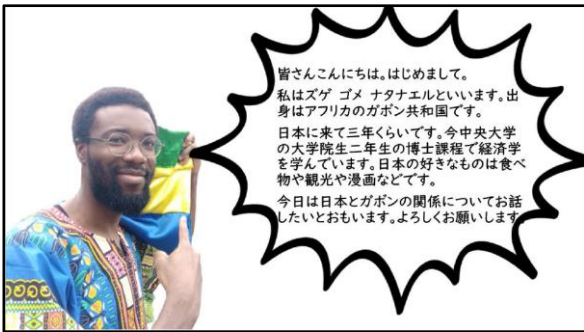 皆さんこんにちは。はじめまして。
私はズゲ ゴメ ナタナエルといいます。出
身はアフリカのガボン共和国です。
日本に来て三年くらいです。今中央大学
の大学院生二年生の博士課程で経済学
を学んでいます。日本の好きなものは食べ
物や観光や漫画などです。
今日は日本とガボンの関係についてお話
したいとおもいます。よろしくお願いします